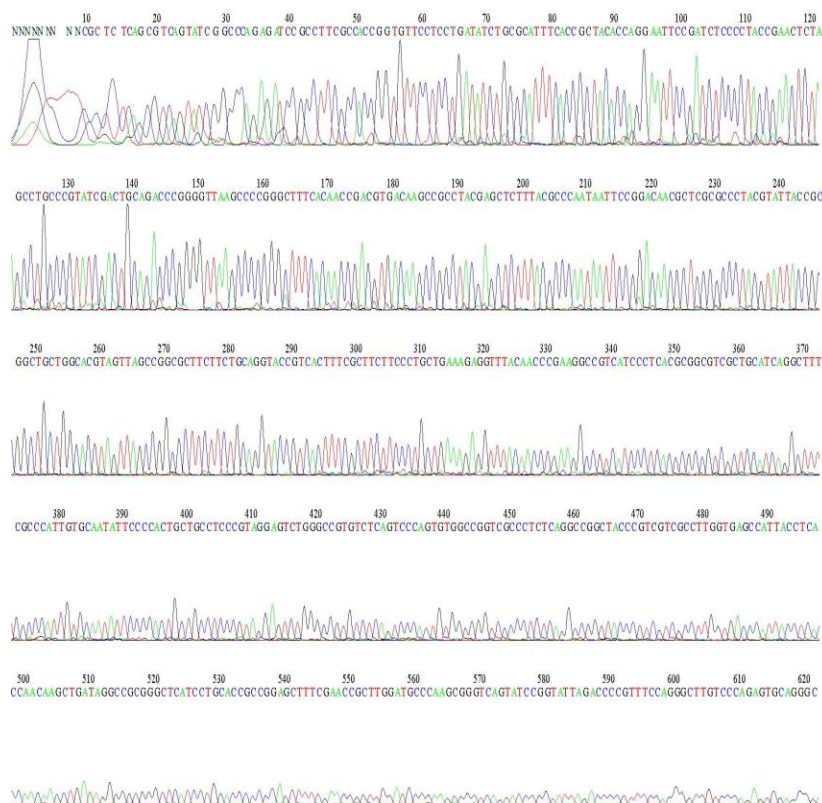 10 20 30 40 50 60 70 80 90 100 110 120
NNNNNNN NNCGCTCTCAGCGTCAGTATCGGCCCAGAGATCCGCCTTCGCCACCGGTGTTCCTCCTGATATCTGCGCATTTCACCGCTACACCAGGAATTCCGATCTCCCCTACCGAACTCTA
GCCTGCCCGTATCGACTGCAGACCCGGGGTTAAGCCCCGGGCTTTCACAACCGACGTGACAAGCCGCCTACGAGCTCTTTACGCCCAATAATTCCGGACAACGCTCGCGCCCTACGTATTACCGC
130 140 150 160 170 180 190 200 210 220 230 240
250 260 270 280 290 300 310 320 330 340 350 360 370
GGCTGCTGGCACGTAGTTAGCCGGCGCTTCTTCTGCAGGTACCGTCACTTTCGCTTCTTCCCTGCTGAAAGAGGTTTACAACCCGAAGGCCGTCATCCCTCACGCGGCGTCGCTGCATCAGGCTTT
CGCCCATTGTGCAATATTCCCCACTGCTGCCTCCCGTAGGAGTCTGGGCCGTGTCTCAGTCCCAGTGTGGCCGGTCGCCCTCTCAGGCCGGCTACCCGTCGTCGCCTTGGTGAGCCATTACCTCA
380 390 400 410 420 430 440 450 460 470 480 490
500 510 520 530 540 550 560 570 580 590 600 610 620
CCAACAAGCTGATAGGCCGCGGGCTCATCCTGCACCGCCGGAGCTTTCGAACCGCTTGGATGCCCAAGCGGGTCAGTATCCGGTATTAGACCCCGTTTCCAGGGCTTGTCCCAGAGTGCAGGGC